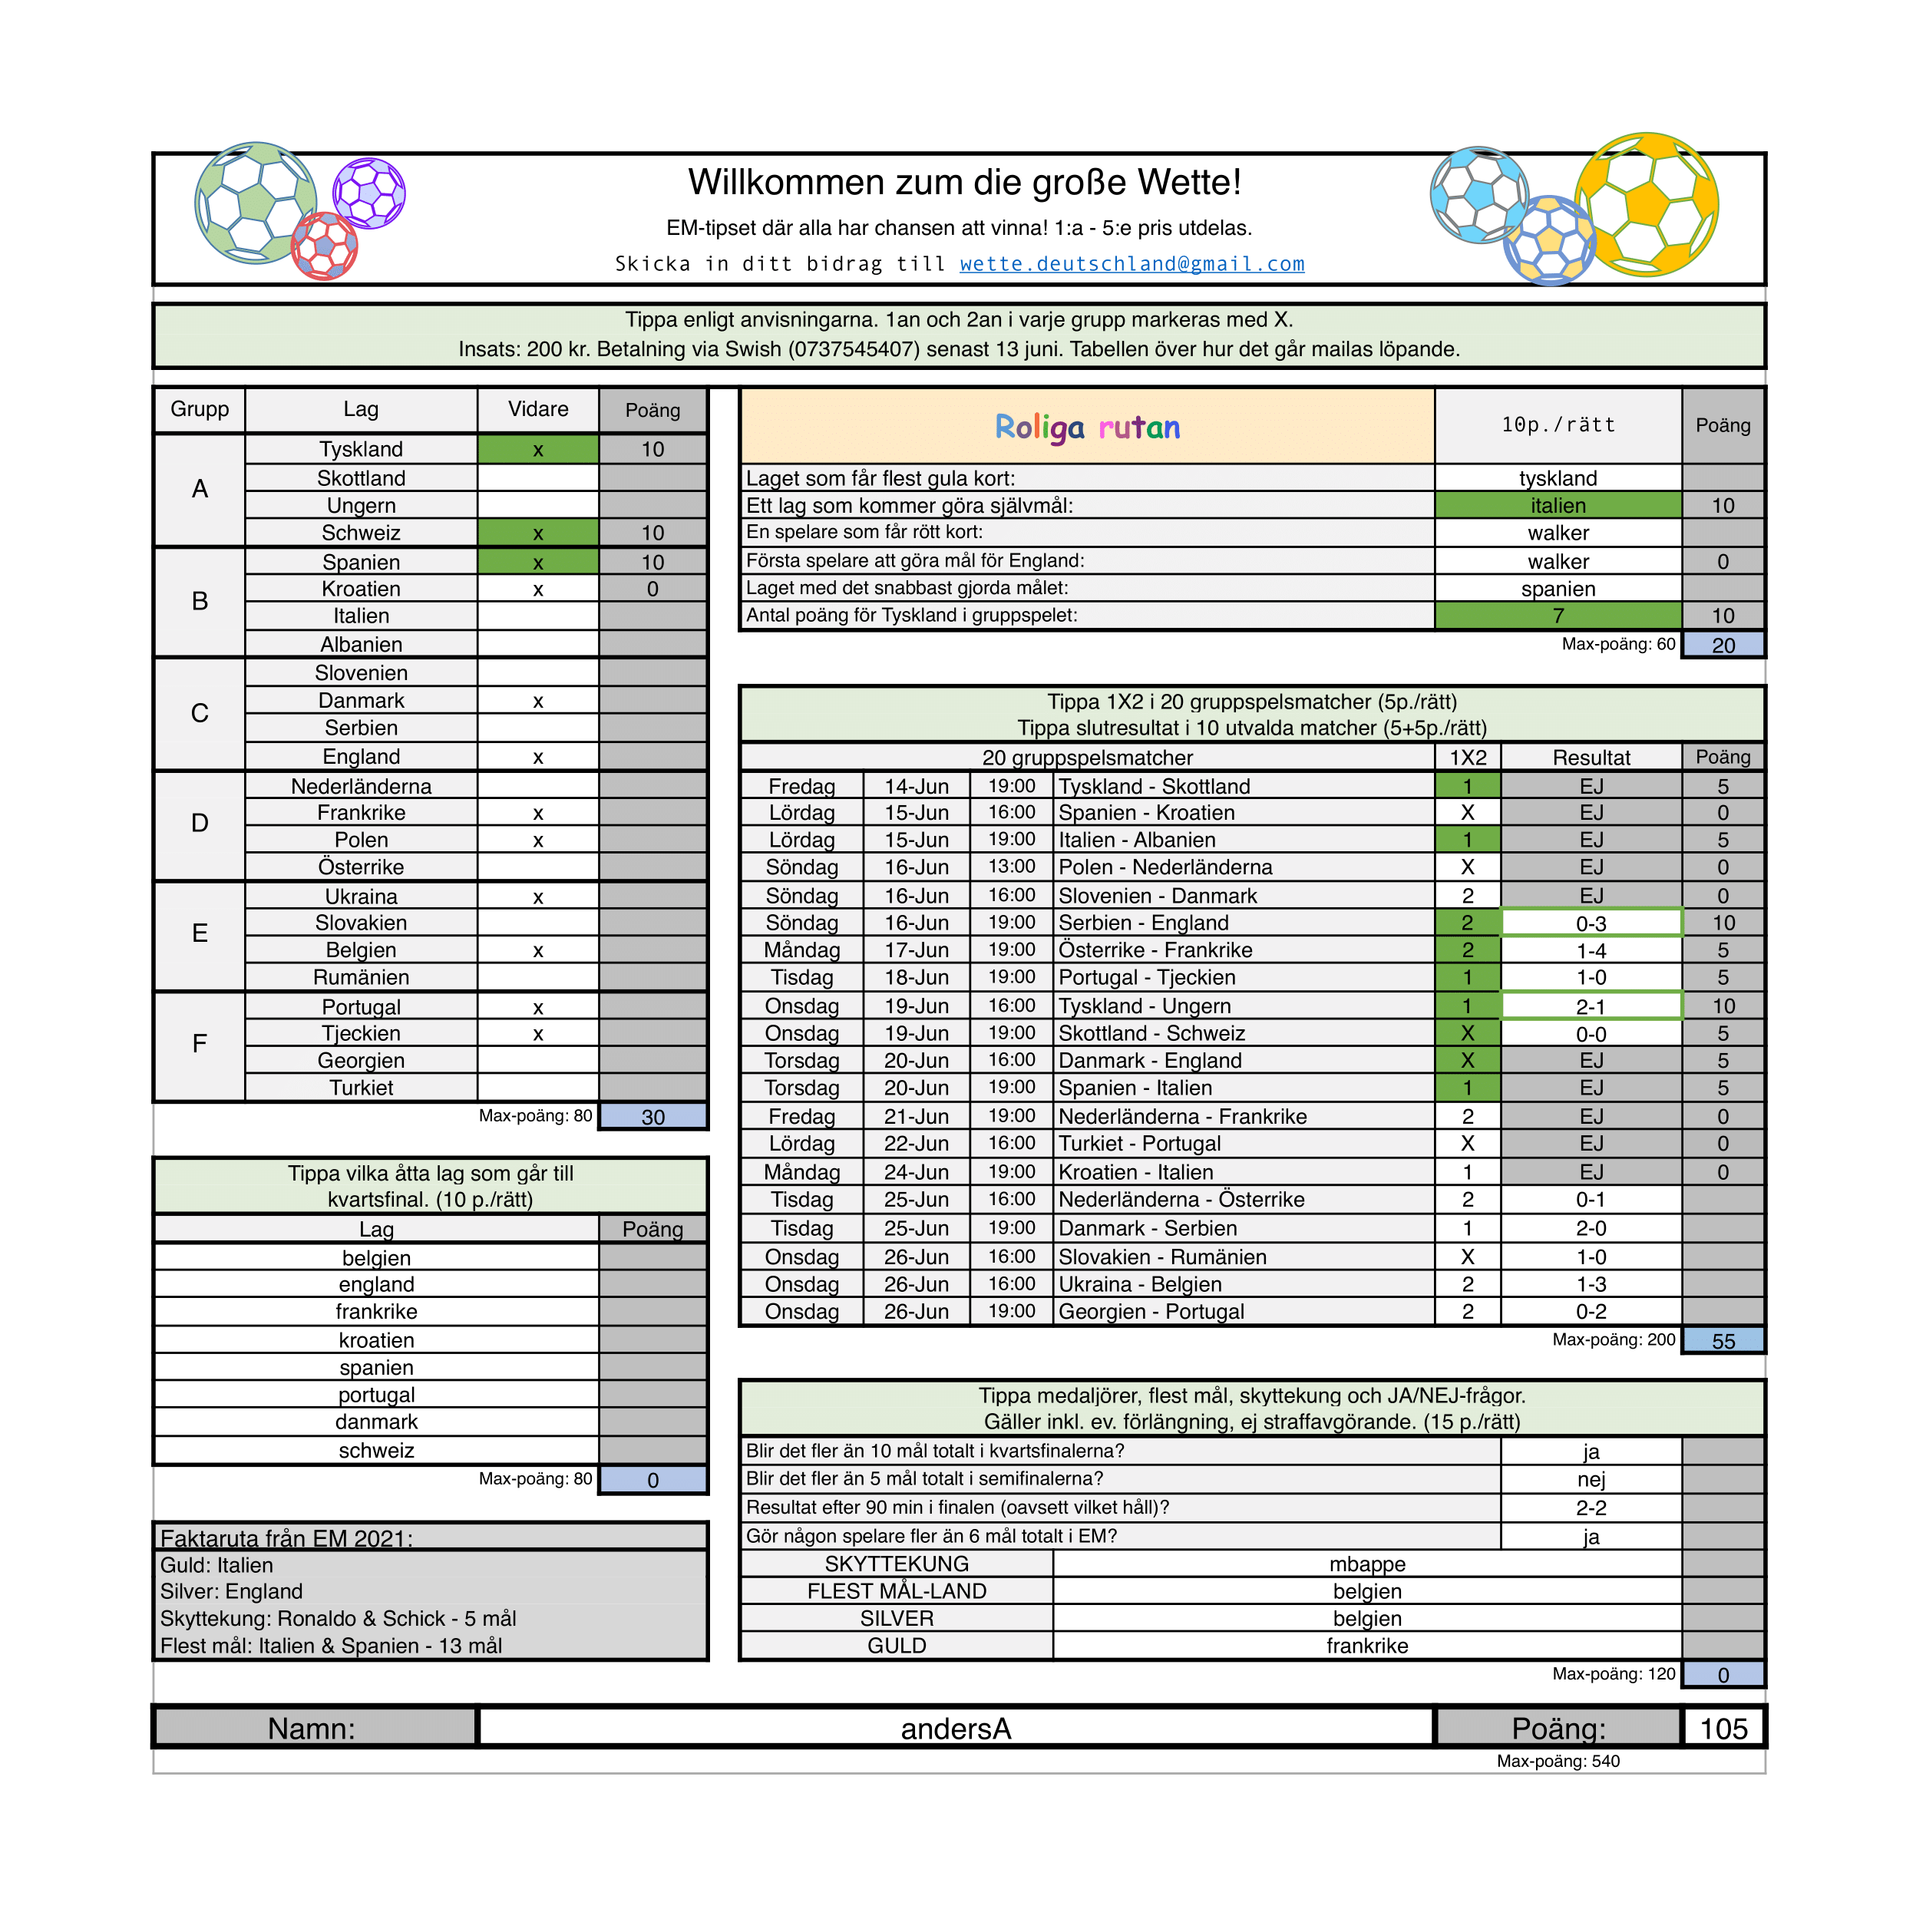 Willkommen zum die große Wette!
EM-tipset där alla har chansen att vinna! 1:a - 5:e pris utdelas.
Skicka in ditt bidrag till wette.deutschland@gmail.com
Tippa enligt anvisningarna. 1an och 2an i varje grupp markeras med X.
Insats: 200 kr. Betalning via Swish (0737545407) senast 13 juni. Tabellen över hur det går mailas löpande.
Grupp Lag Vidare Poäng
A
Tyskland x 10
Skottland
Ungern
Schweiz x 10
B
Spanien x 10
Kroatien x 0
Italien
Albanien
C
Slovenien
Danmark x
Serbien
England x
D
Nederländerna
Frankrike x
Polen x
Österrike
E
Ukraina x
Slovakien
Belgien x
Rumänien
F
Portugal x
Tjeckien x
Georgien
Turkiet
Max-poäng: 80 30
Tippa vilka åtta lag som går till
kvartsfinal. (10 p./rätt)
Lag Poäng
belgien
england
frankrike
kroatien
spanien
portugal
danmark
schweiz
Max-poäng: 80 0
Faktaruta från EM 2021:
Guld: Italien
Silver: England
Skyttekung: Ronaldo & Schick - 5 mål
Flest mål: Italien & Spanien - 13 mål
Roliga rutan 10p./rätt Poäng
Laget som får flest gula kort: tyskland
Ett lag som kommer göra självmål: italien 10
En spelare som får rött kort: walker
Första spelare att göra mål för England: walker 0
Laget med det snabbast gjorda målet: spanien
Antal poäng för Tyskland i gruppspelet: 7 10
Max-poäng: 60 20
Tippa 1X2 i 20 gruppspelsmatcher (5p./rätt)
Tippa slutresultat i 10 utvalda matcher (5+5p./rätt)
20 gruppspelsmatcher 1X2 Resultat Poäng
Fredag 14-Jun 19:00 Tyskland - Skottland 1 EJ 5
Lördag 15-Jun 16:00 Spanien - Kroatien X EJ 0
Lördag 15-Jun 19:00 Italien - Albanien 1 EJ 5
Söndag 16-Jun 13:00 Polen - Nederländerna X EJ 0
Söndag 16-Jun 16:00 Slovenien - Danmark 2 EJ 0
Söndag 16-Jun 19:00 Serbien - England 2 0-3 10
Måndag 17-Jun 19:00 Österrike - Frankrike 2 1-4 5
Tisdag 18-Jun 19:00 Portugal - Tjeckien 1 1-0 5
Onsdag 19-Jun 16:00 Tyskland - Ungern 1 2-1 10
Onsdag 19-Jun 19:00 Skottland - Schweiz X 0-0 5
Torsdag 20-Jun 16:00 Danmark - England X EJ 5
Torsdag 20-Jun 19:00 Spanien - Italien 1 EJ 5
Fredag 21-Jun 19:00 Nederländerna - Frankrike 2 EJ 0
Lördag 22-Jun 16:00 Turkiet - Portugal X EJ 0
Måndag 24-Jun 19:00 Kroatien - Italien 1 EJ 0
Tisdag 25-Jun 16:00 Nederländerna - Österrike 2 0-1
Tisdag 25-Jun 19:00 Danmark - Serbien 1 2-0
Onsdag 26-Jun 16:00 Slovakien - Rumänien X 1-0
Onsdag 26-Jun 16:00 Ukraina - Belgien 2 1-3
Onsdag 26-Jun 19:00 Georgien - Portugal 2 0-2
Max-poäng: 200 55
Tippa medaljörer, flest mål, skyttekung och JA/NEJ-frågor.
Gäller inkl. ev. förlängning, ej straffavgörande. (15 p./rätt)
Blir det fler än 10 mål totalt i kvartsfinalerna? ja
Blir det fler än 5 mål totalt i semifinalerna? nej
Resultat efter 90 min i finalen (oavsett vilket håll)? 2-2
Gör någon spelare fler än 6 mål totalt i EM? ja
SKYTTEKUNG mbappe
FLEST MÅL-LAND belgien
SILVER belgien
GULD frankrike
Max-poäng: 120 0
Namn: andersA Poäng: 105
Max-poäng: 540